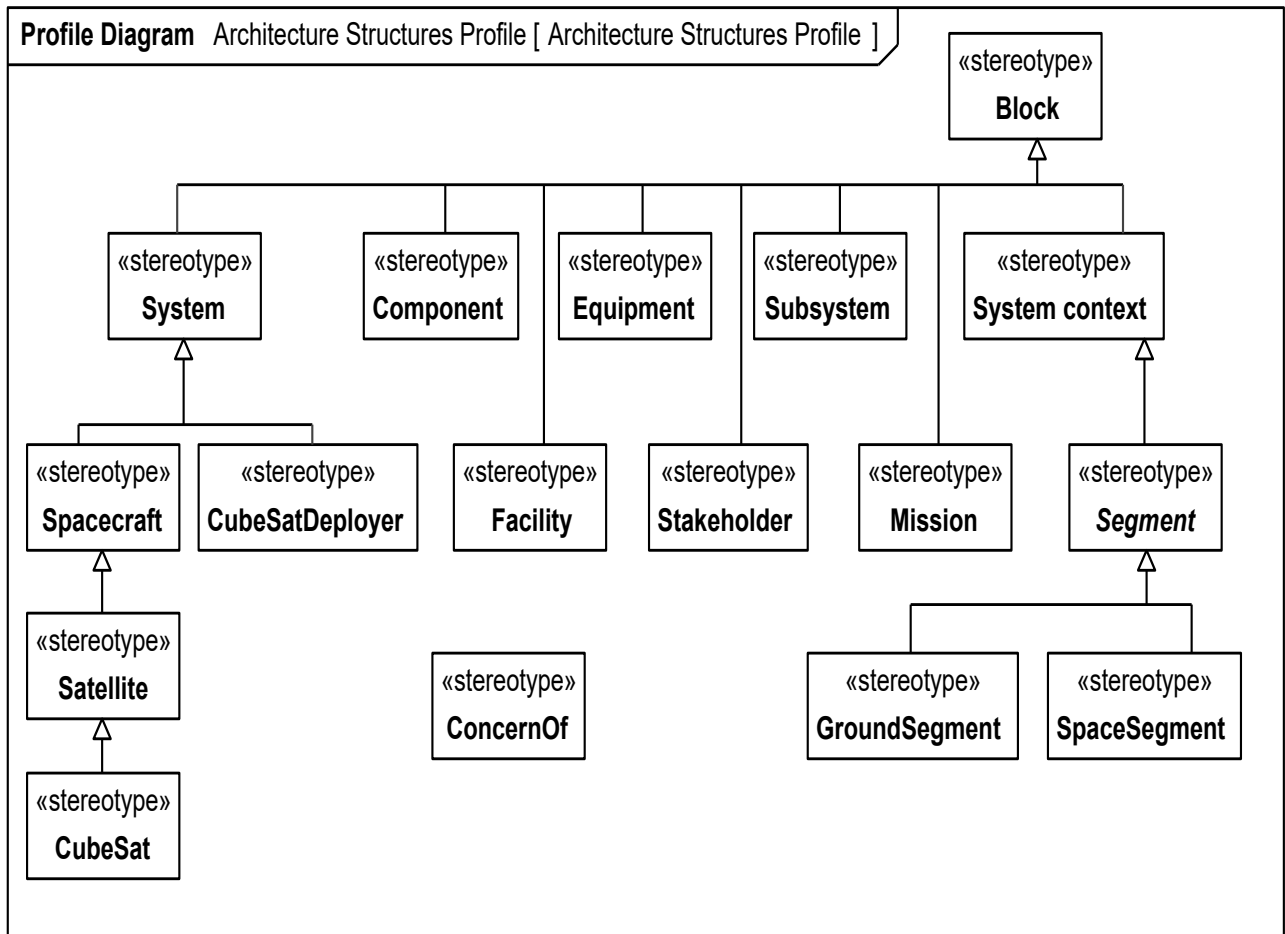 Profile Diagram Architecture Structures Profile [ Architecture Structures Profile ]
«stereotype»
Block
«stereotype»
System
«stereotype»
Component
«stereotype»
Equipment
«stereotype»
Subsystem
«stereotype»
System context
«stereotype»
Spacecraft
«stereotype»
CubeSatDeployer
«stereotype»
Facility
«stereotype»
Stakeholder
«stereotype»
Mission
«stereotype»
Segment
«stereotype»
Satellite
«stereotype»
ConcernOf
«stereotype»
GroundSegment
«stereotype»
SpaceSegment
«stereotype»
CubeSat